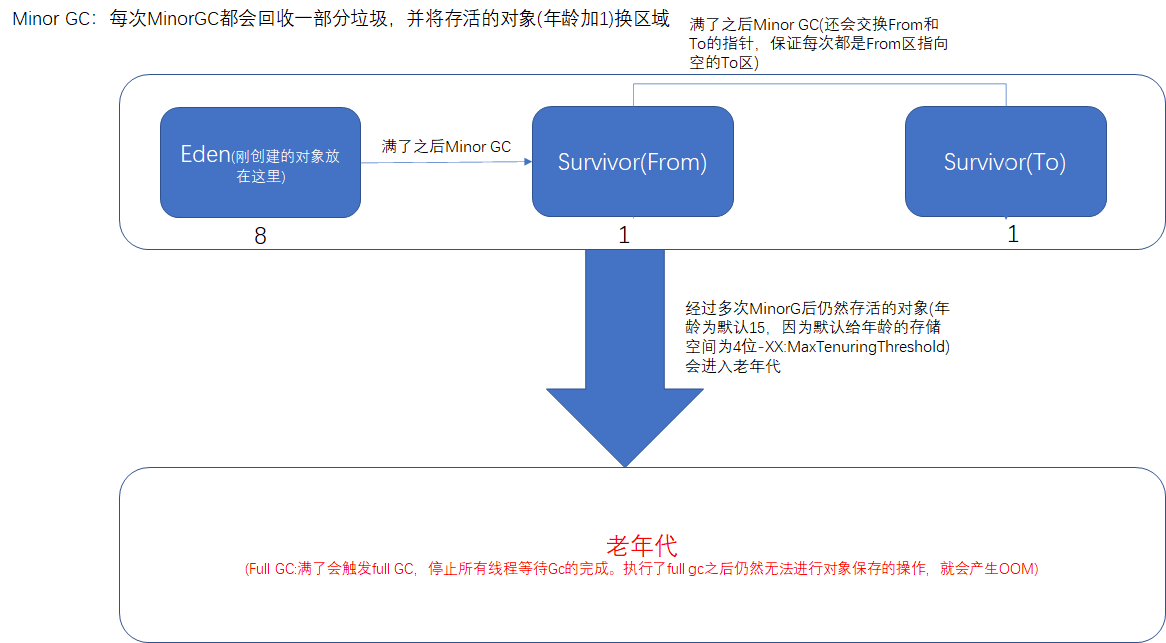 Minor GC：每次MinorGC都会回收一部分垃圾，并将存活的对象(年龄加1)换区域
满了之后Minor GC(还会交换From和
To的指针，保证每次都是From区指向
空的To区)
Eden(刚创建的对象放
在这里)
满了之后Minor GC
Survivor(From)
Survivor(To)
8
1
1
经过多次MinorG后仍然存活的对象(年
龄为默认15，因为默认给年龄的存储
空间为4位-XX:MaxTenuringThreshold)
会进入老年代
老年代
(Full GC:满了会触发full GC，停止所有线程等待Gc的完成。执行了full gc之后仍然无法进行对象保存的操作，就会产生OOM)